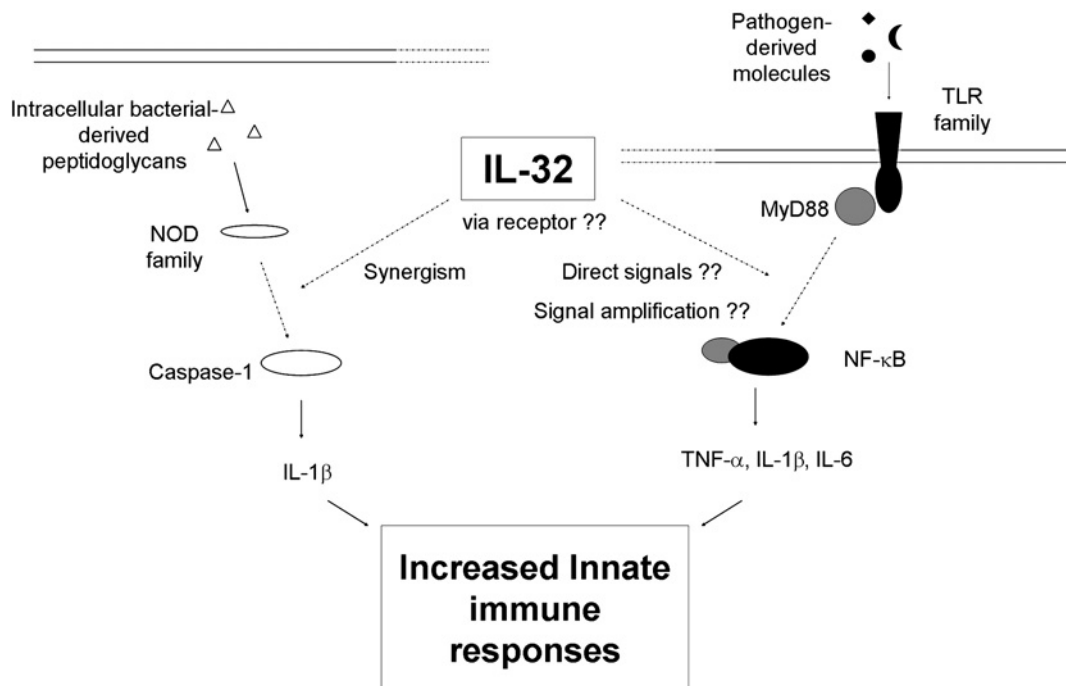 Pathogen-
derived
molecules
TLR
family
Intracellular bacterial-
derived
peptidoglycans
IL-32
via receptor ??
MyD88
NOD
family
Synergism
Direct signals ??
Signal amplification ??
Caspase-1
NF-κB
IL-1β
TNF-α, IL-1β, IL-6
Increased Innate
immune
responses